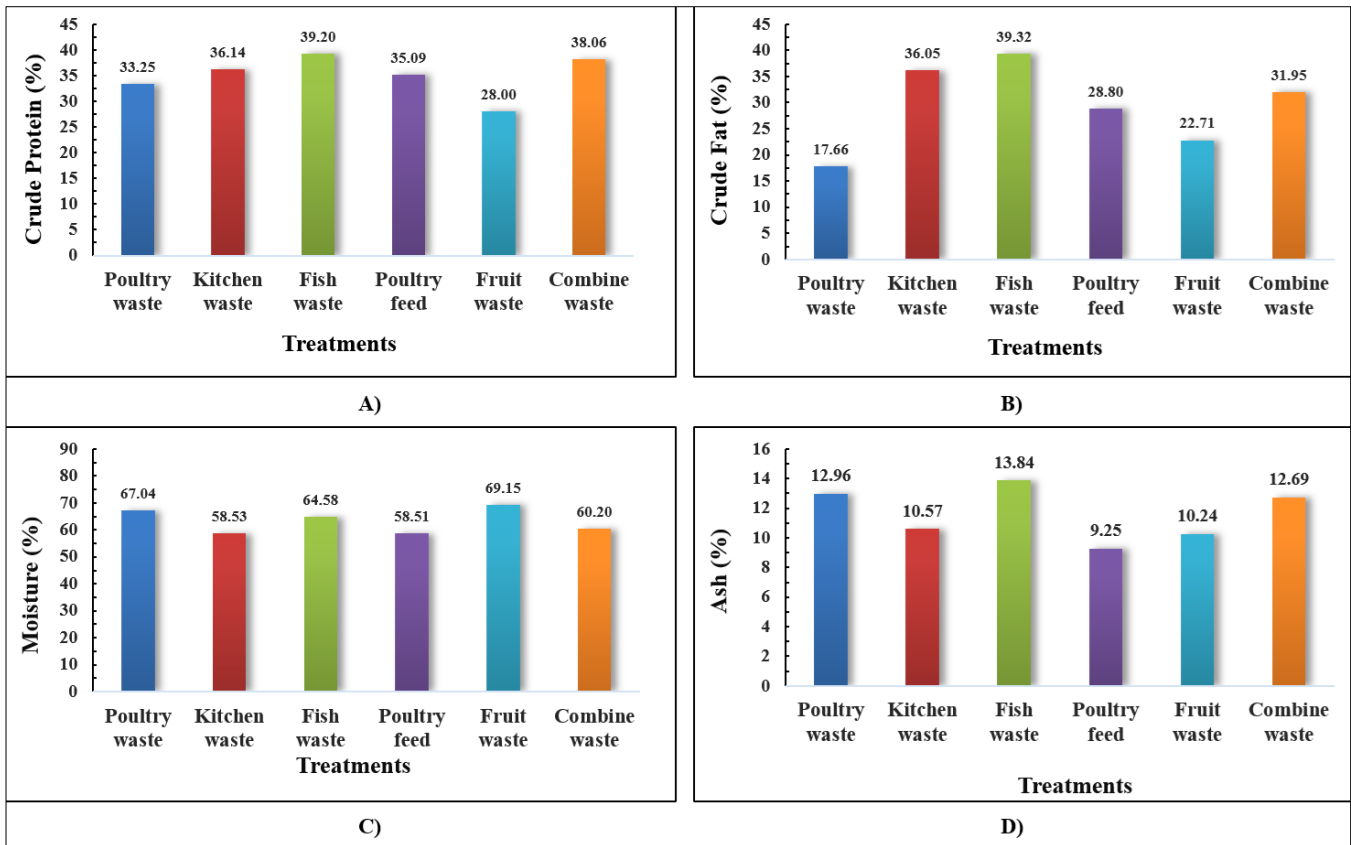 45
40
35
30
25
20
15
10
5
0
Crude Protein (%)
33.25
36.14
39.20
35.09
28.00
38.06
Poultry waste
Kitchen waste
Fish waste
Poultry feed
Fruit waste
Combine waste
Treatments
A)
45
40
35
30
25
20
15
10
5
0
Crude Fat (%)
17.66
36.05
39.32
28.80
22.71
31.95
Poultry waste
Kitchen waste
Fish waste
Poultry feed
Fruit waste
Combine waste
Treatments
B)
90
80
70
60
50
40
30
20
10
0
Moisture (%)
67.04
58.53
64.58
58.51
69.15
60.20
Poultry waste
Kitchen waste
Fish waste
Poultry feed
Fruit waste
Combine waste
Treatments
C)
16
14
12
10
8
6
4
2
0
Ash (%)
12.96
10.57
13.84
9.25
10.24
12.69
Poultry waste
Kitchen waste
Fish waste
Poultry feed
Fruit waste
Combine waste
Treatments
D)